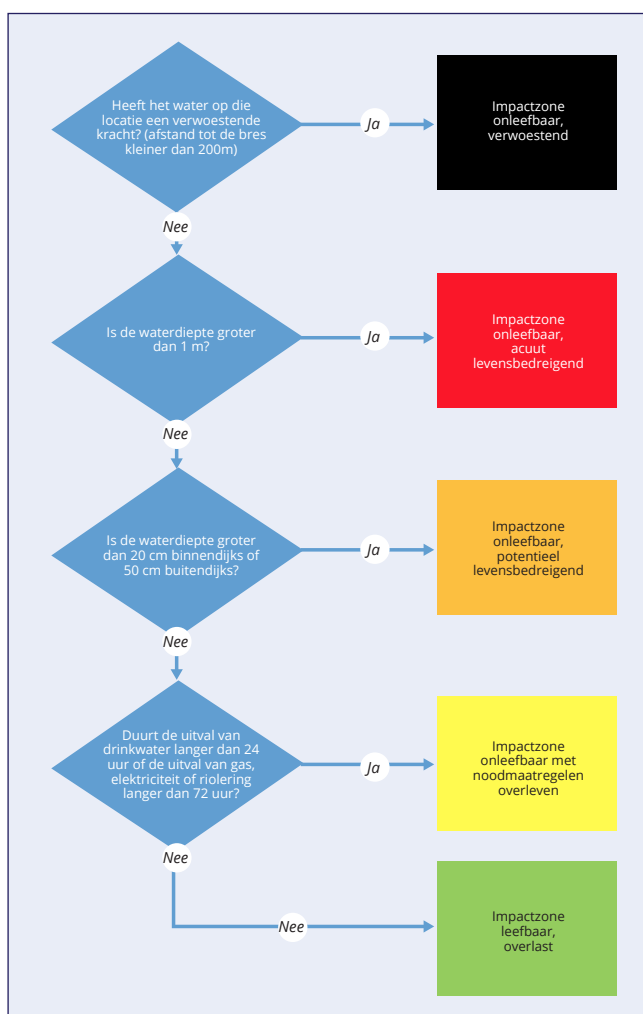 Heeft het water op die
locatie een verwoestende
kracht? (afstand tot de bres
kleiner dan 200m)
Ja
Impactzone
onleefbaar,
verwoestend
Nee
Is de waterdiepte groter
dan 1 m?
Ja
Impactzone
onleefbaar,
acuut
levensbedreigend
Nee
Is de waterdiepte groter
dan 20 cm binnendijks of
50 cm buitendijks?
Ja
Impactzone
onleefbaar,
potentieel
levensbedreigend
Nee
Duurt de uitval van
drinkwater langer dan 24
uur of de uitval van gas,
elektriciteit of riolering
langer dan 72 uur?
Ja
Impactzone
onleefbaar met
noodmaatregelen
overleven
Nee
Nee
Impactzone
leefbaar,
overlast